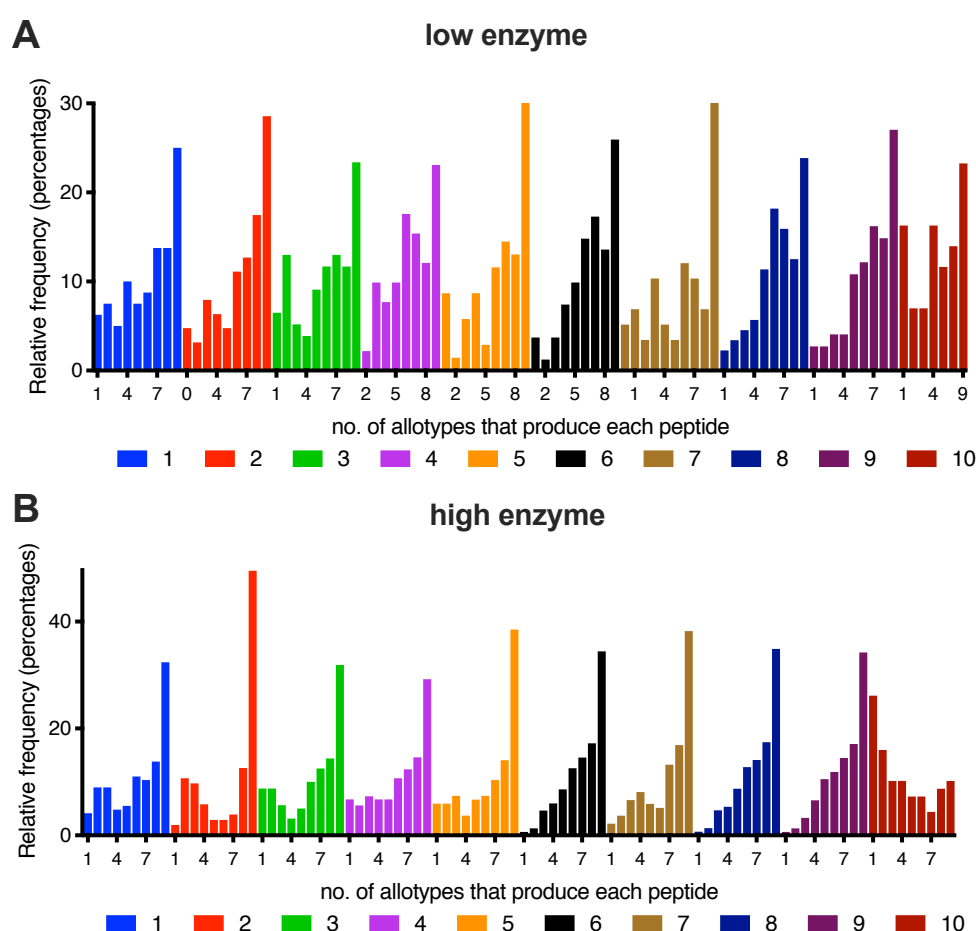 A
low enzyme
Relative frequency (percentages)
30
20
10
0
1 4 7 0 4 7 1 4 7 2 5 8 2 5 8 2 5 8 1 4 7 1 4 7 1 4 7 1 4 9
no. of allotypes that produce each peptide
1 2 3 4 5 6 7 8 9 10
B
high enzyme
Relative frequency (percentages)
40
20
0
1 4 7 1 4 7 1 4 7 1 4 7 1 4 7 1 4 7 1 4 7 1 4 7 1 4 7 1 4 7
no. of allotypes that produce each peptide
1 2 3 4 5 6 7 8 9 10